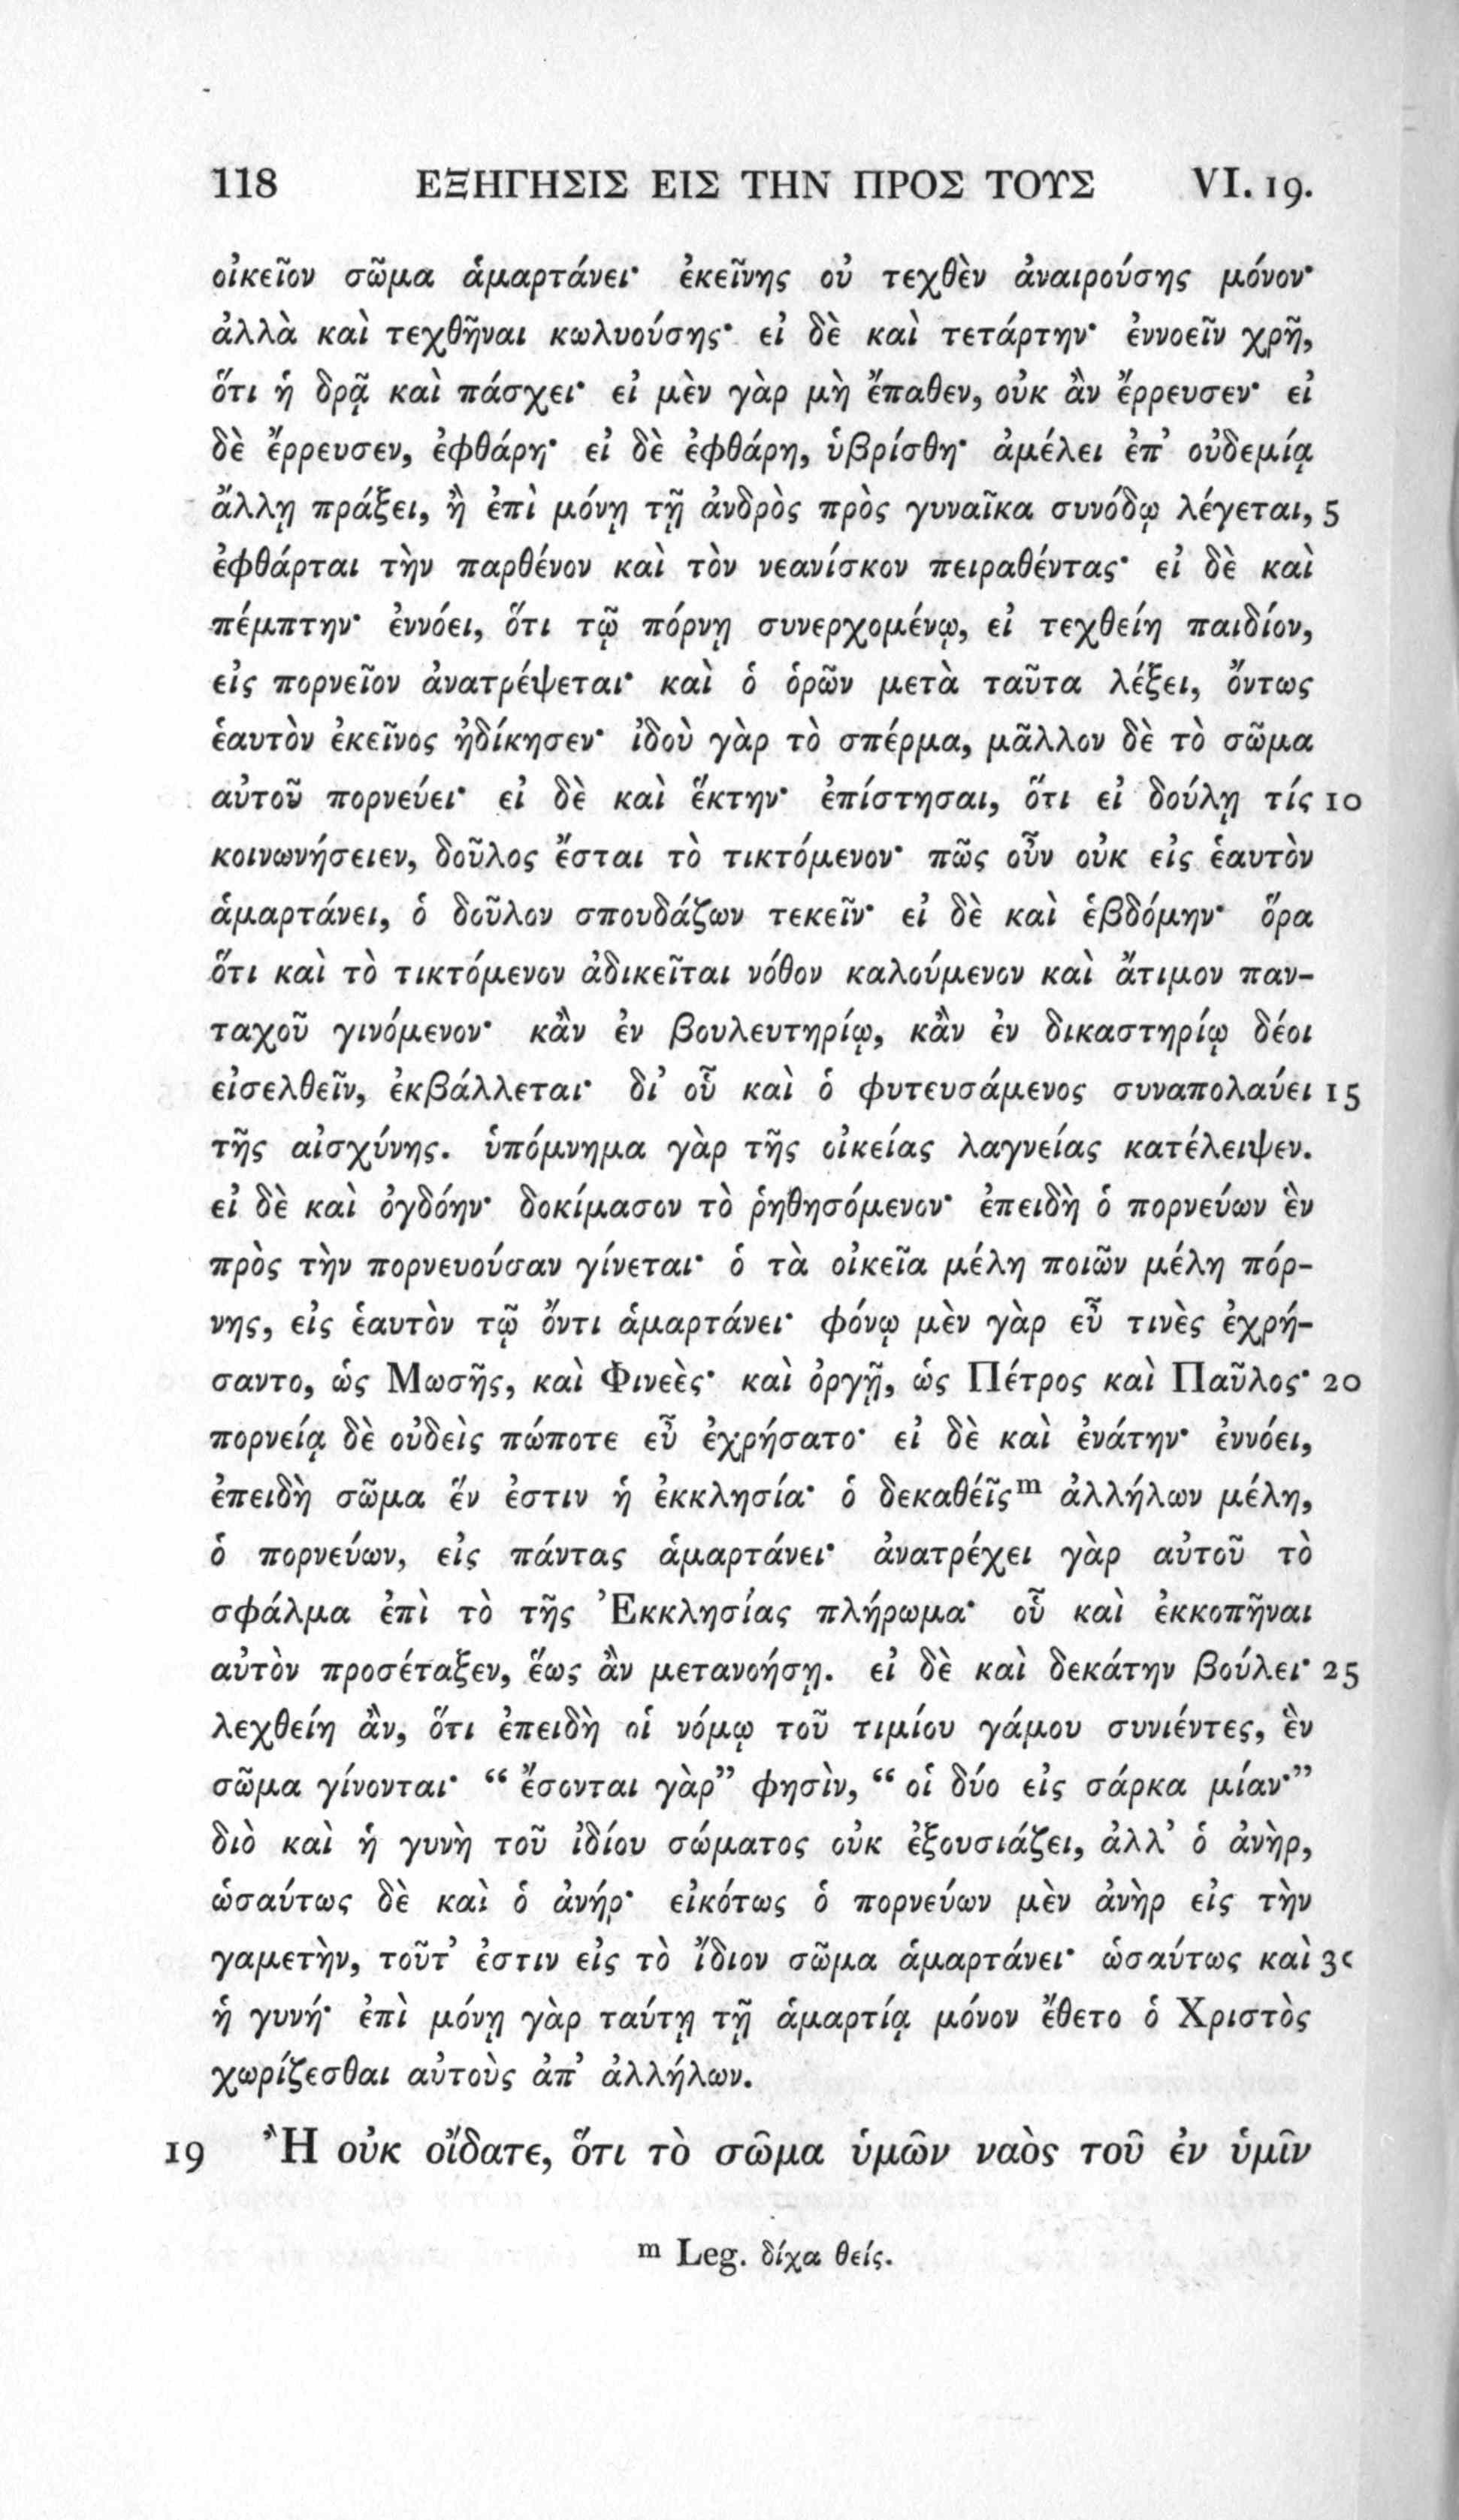 118 ΕΞΗΓΗΣΙΣ ΕΙΣ ΤΗΝ ΠΡΟΣ ΤΟΥΣ VI. 19.
οἰκεῖον σῶμα ἁμαρτάνει· ἐκεῖνης οὐ τεχθὲν ἀναιρούσης μόνον·
ἀλλὰ καὶ τεχθῆναι κωλυούσης· εἰ δὲ καὶ τετάρτην· ἐννοεῖν χρῆ,
ὅτι ἡ δρᾷ καὶ πάσχει· εἰ μὲν γὰρ μὴ ἔπαθεν, οὐκ ἂν ἔρρευσεν· εἰ
δὲ ἔρρευσεν, ἐφθάρη· εἰ δὲ ἐφθάρη, ὑβρίσθη· ἀμέλει ἐπ’ οὐδεμίᾳ
ἄλλῃ πράξει, ἢ ἐπὶ μόνῃ τῇ ἀνδρὸς πρὸς γυναῖκα συνόδῳ λέγεται, 5
ἐφθάρται τὴν παρθένον καὶ τὸν νεανίσκον πειραθέντας· εἰ δὲ καὶ
πέμπτην· ἐννόει, ὅτι τῷ πόρνῃ συνερχομένῳ, εἰ τεχθείη παιδίον,
εἰς πορνεῖον ἀνατρέψεται· καὶ ὁ ὁρῶν μετὰ ταῦτα λέξει, ὄντως
ἑαυτὸν ἐκεῖνος ἠδίκησεν· ἰδοὺ γὰρ τὸ σπέρμα, μᾶλλον δὲ τὸ σῶμα
αὐτοῦ πορνεύει· εἰ δὲ καὶ ἕκτην· ἐπίστησαι, ὅτι εἰ δούλῃ τίς 10
κοινωνήσειεν, δοῦλος ἔσται τὸ τικτόμενον· πῶς οὖν οὐκ εἰς ἑαυτὸν
ἁμαρτάνει, ὁ δοῦλον σπουδάζων τεκεῖν· εἰ δὲ καὶ ἑβδόμην· ὅρα
ὅτι καὶ τὸ τικτόμενον ἀδικεῖται νόθον καλούμενον καὶ ἄτιμον παν-
ταχοῦ γινόμενον· κἂν ἐν βουλευτηρίῳ, κἂν ἐν δικαστηρίῳ δέοι
εἰσελθεῖν, ἐκβάλλεται· δι’ οὗ καὶ ὁ φυτευσάμενος συναπολαύει 15
τῆς αἰσχύνης. ὑπόμνημα γὰρ τῆς οἰκείας λαγνείας κατέλειψεν.
εἰ δὲ καὶ ὀγδόην· δοκίμασον τὸ ῥηθησόμενον· ἐπειδὴ ὁ πορνεύων ἓν
πρὸς τὴν πορνευούσαν γίνεται· ὁ τὰ οἰκεῖα μέλη ποιῶν μέλη πόρ-
νης, εἰς ἑαυτὸν τῷ ὄντι ἁμαρτάνει· φόνῳ μὲν γὰρ εὖ τινὲς ἐχρή-
σαντο, ὡς Μωσῆς, καὶ Φινεὲς· καὶ ὀργῇ, ὡς Πέτρος καὶ Παῦλος· 20
πορνείᾳ δὲ οὐδεὶς πώποτε εὖ ἐχρήσατο· εἰ δὲ καὶ ἐνάτην· ἐννόει,
ἐπειδὴ σῶμα ἕν ἐστιν ἡ ἐκκλησία· ὁ δεκαθέῖς m ἀλλήλων μέλη,
ὁ πορνεύων, εἰς πάντας ἁμαρτάνει· ἀνατρέχει γὰρ αὐτοῦ τὸ
σφάλμα ἐπὶ τὸ τῆς Ἐκκλησίας πλήρωμα· οὗ καὶ ἐκκοπῆναι
αὐτὸν προσέταξεν, ἕως ἂν μετανοήσῃ. εἰ δὲ καὶ δεκάτην βούλει· 25
λεχθείη ἂν, ὅτι ἐπειδὴ οἱ νόμῳ τοῦ τιμίου γάμου συνιέντες, ἓν
σῶμα γίνονται· “ ἔσονται γὰρ” φησὶν, “ οἱ δύο εἰς σάρκα μίαν·”
διὸ καὶ ἡ γυνὴ τοῦ ἰδίου σώματος οὐκ ἐξουσιάζει, ἀλλ’ ὁ ἀνὴρ,
ὡσαύτως δὲ καὶ ὁ ἀνήρ· εἰκότως ὁ πορνεύων μὲν ἀνὴρ εἰς τὴν
γαμετὴν, τοῦτ’ ἐστιν εἰς τὸ ἴδιον σῶμα ἁμαρτάνει· ὡσαύτως καὶ 30
ἡ γυνή· ἐπὶ μόνῃ γὰρ ταύτῃ τῇ ἁμαρτίᾳ μόνον ἔθετο ὁ Χριστὸς
χωρίζεσθαι αὐτοὺς ἀπ’ ἀλλήλων.
19 Ἢ οὐκ οἴδατε, ὅτι τὸ σῶμα ὑμῶν ναὸς τοῦ ἐν ὑμῖν
m Leg. δίχα θείς.